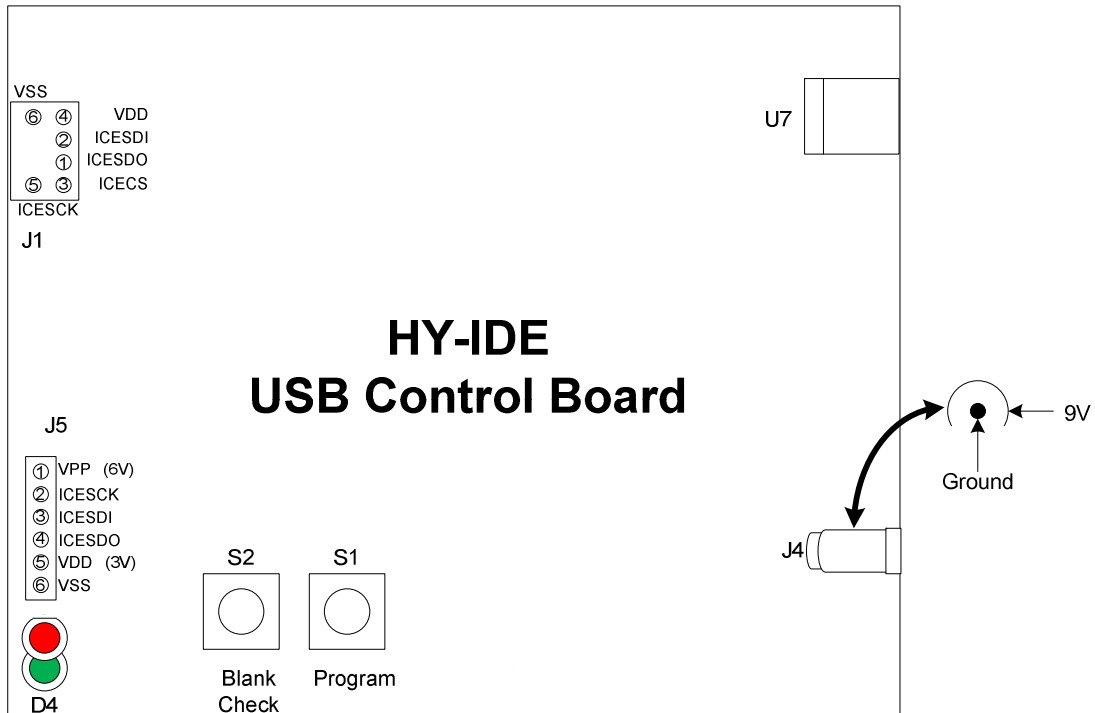 VSS
⑥ ④ VDD
② ICESDI
① ICESDO
⑤ ③ ICECS
ICESCK
J1
U7
HY-IDE
USB Control Board
9V
Ground
J4
J5
① VPP (6V)
② ICESCK
③ ICESDI
④ ICESDO
⑤ VDD (3V)
⑥ VSS
D4
S2
S1
Blank
Check
Program